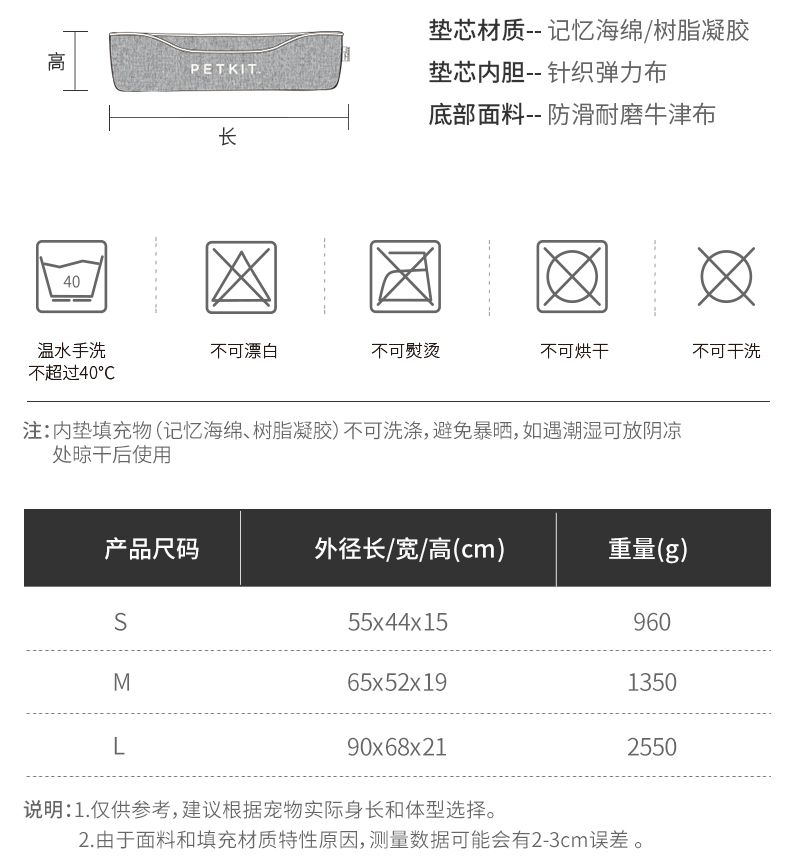 高
PETKIT
长
垫芯材质-- 记忆海绵/树脂凝胶
垫芯内胆-- 针织弹力布
底部面料-- 防滑耐磨牛津布
40
温水手洗
不超过40°C
不可漂白
不可熨烫
不可烘干
不可干洗
注：内垫填充物（记忆海绵、树脂凝胶）不可洗涤，避免暴晒，如遇潮湿可放阴凉
处晾干后使用
产品尺码 外径长/宽/高(cm) 重量(g)
S 55x44x15 960
M 65x52x19 1350
L 90x68x21 2550
说明：1.仅供参考，建议根据宠物实际身长和体型选择。
2.由于面料和填充材质特性原因，测量数据可能会有2-3cm误差 。